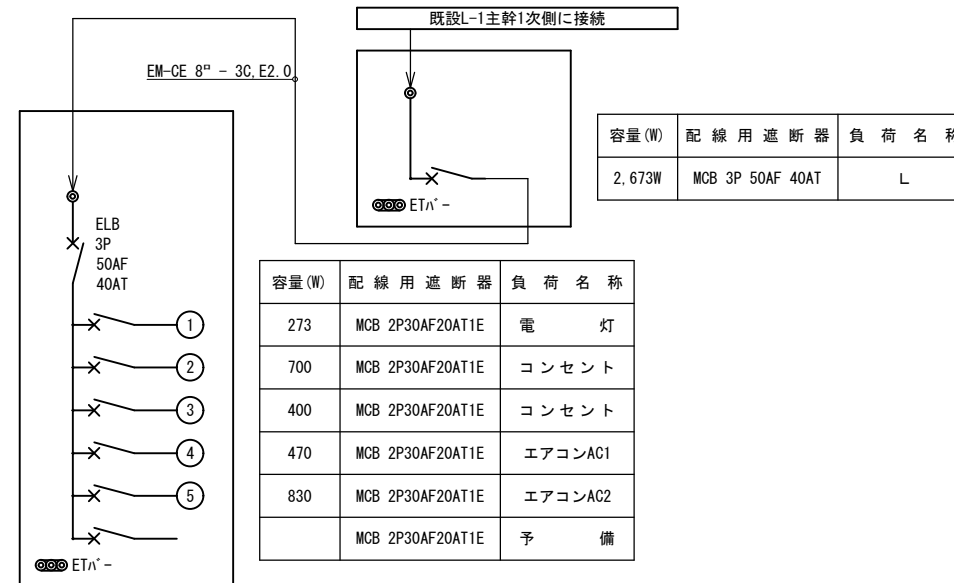 既設L-1主幹1次側に接続
EM-CE 8□ - 3C,E2.0
ETバー
容量(W) 配線用遮断器 負荷名称
2,673W MCB 3P 50AF 40AT L
ELB
3P
50AF
40AT
1
2
3
4
5
ETバー
容量(W) 配線用遮断器 負荷名称
273 MCB 2P30AF20AT1E 電灯
700 MCB 2P30AF20AT1E コンセント
400 MCB 2P30AF20AT1E コンセント
470 MCB 2P30AF20AT1E エアコンAC1
830 MCB 2P30AF20AT1E エアコンAC2
MCB 2P30AF20AT1E 予備